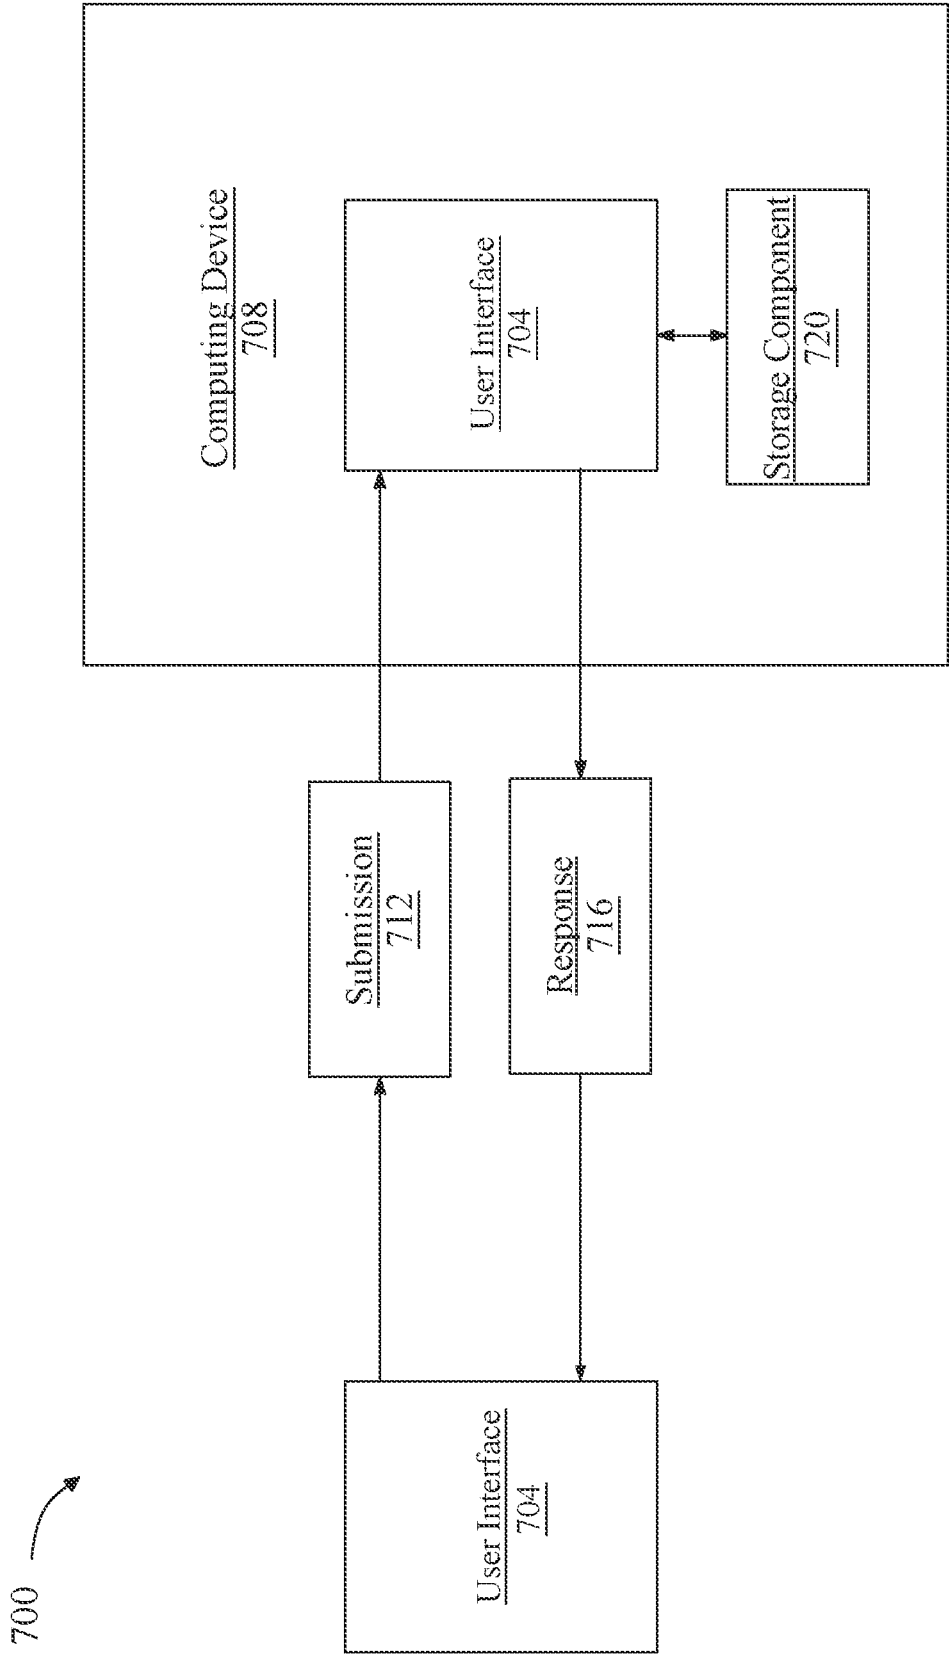 700
User Interface
704
Submission
712
Response
716
Computing Device
708
User Interface
704
Storage Component
720